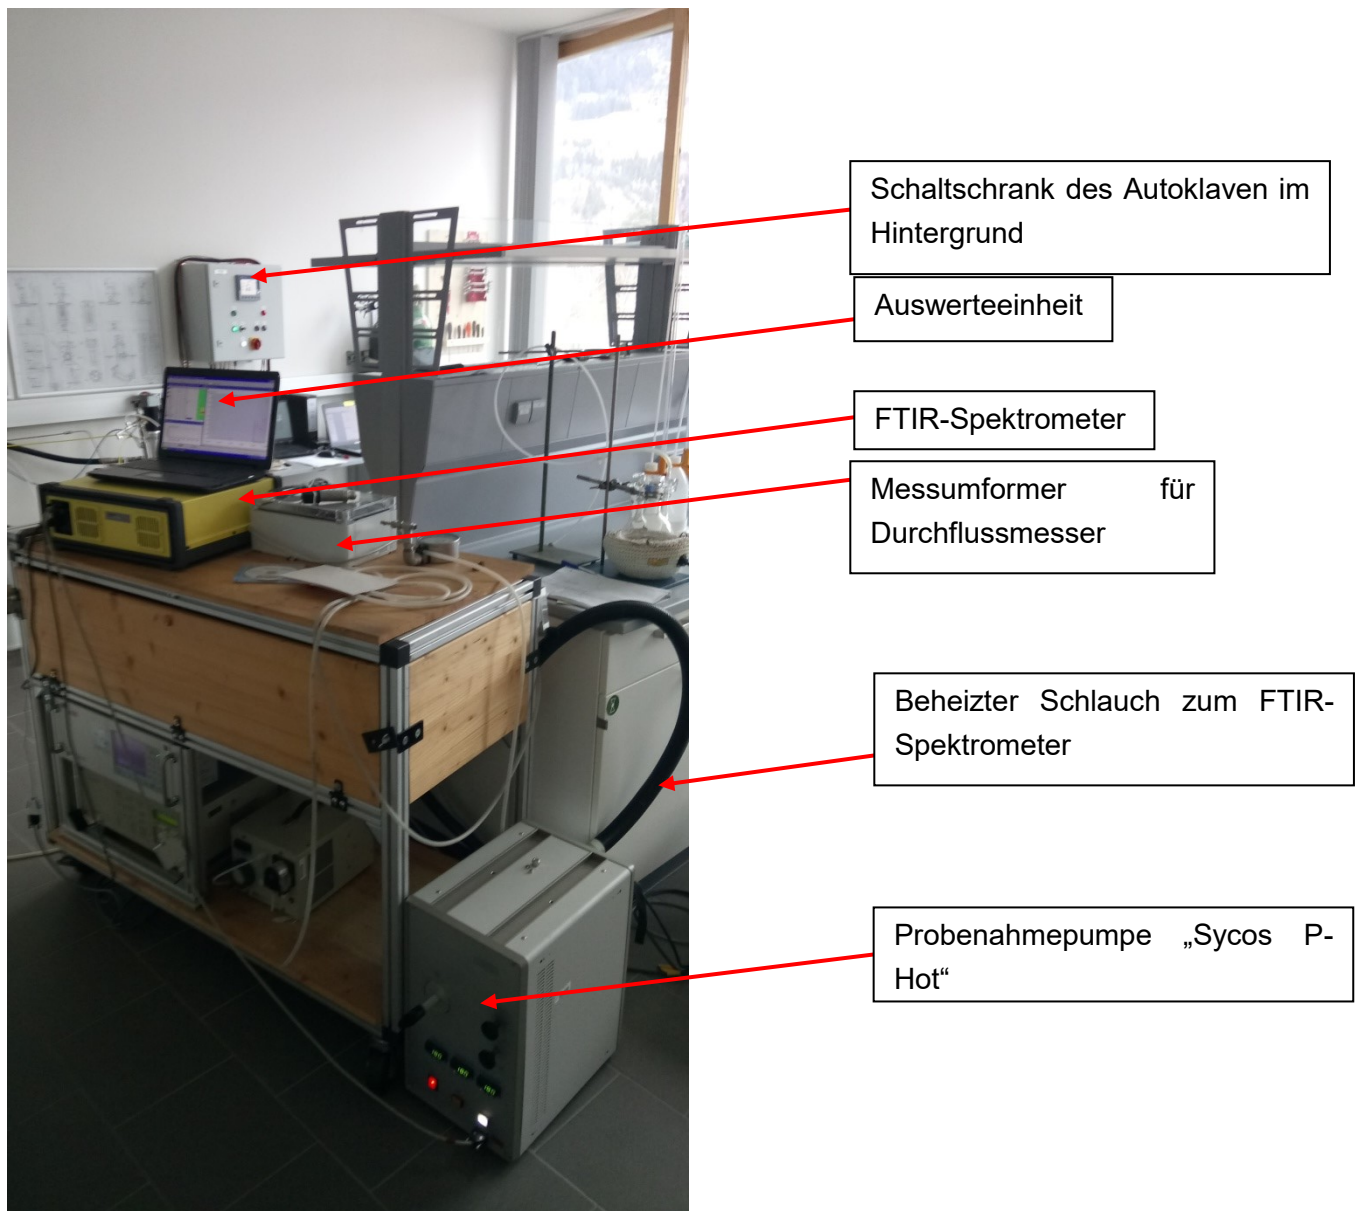 Schaltschrank des Autoklaven im
Hintergrund
Auswerteeinheit
FTIR-Spektrometer
Messumformer für
Durchflussmesser
Beheizter Schlauch zum FTIR-
Spektrometer
Probenahmepumpe „Sycos P-
Hot“